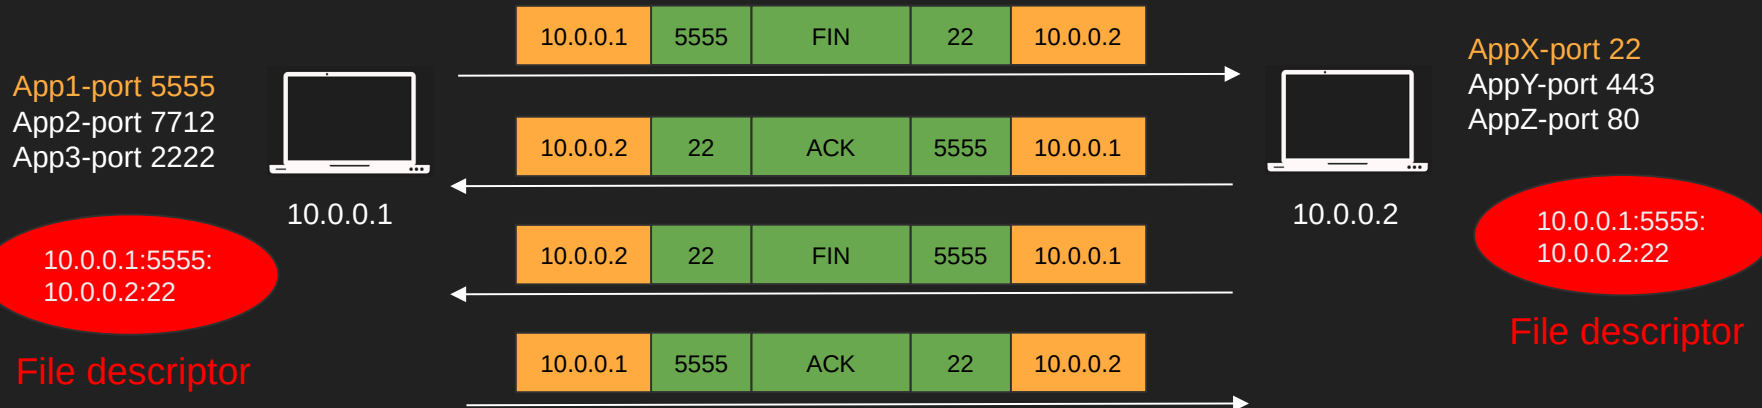 10.0.0.1 5555 FIN 22 10.0.0.2
App1-port 5555
App2-port 7712
App3-port 2222
10.0.0.1
10.0.0.1:5555:
10.0.0.2:22
File descriptor
10.0.0.2 22 ACK 5555 10.0.0.1
10.0.0.2 22 FIN 5555 10.0.0.1
10.0.0.1 5555 ACK 22 10.0.0.2
AppX-port 22
AppY-port 443
AppZ-port 80
10.0.0.2
10.0.0.1:5555:
10.0.0.2:22
File descriptor